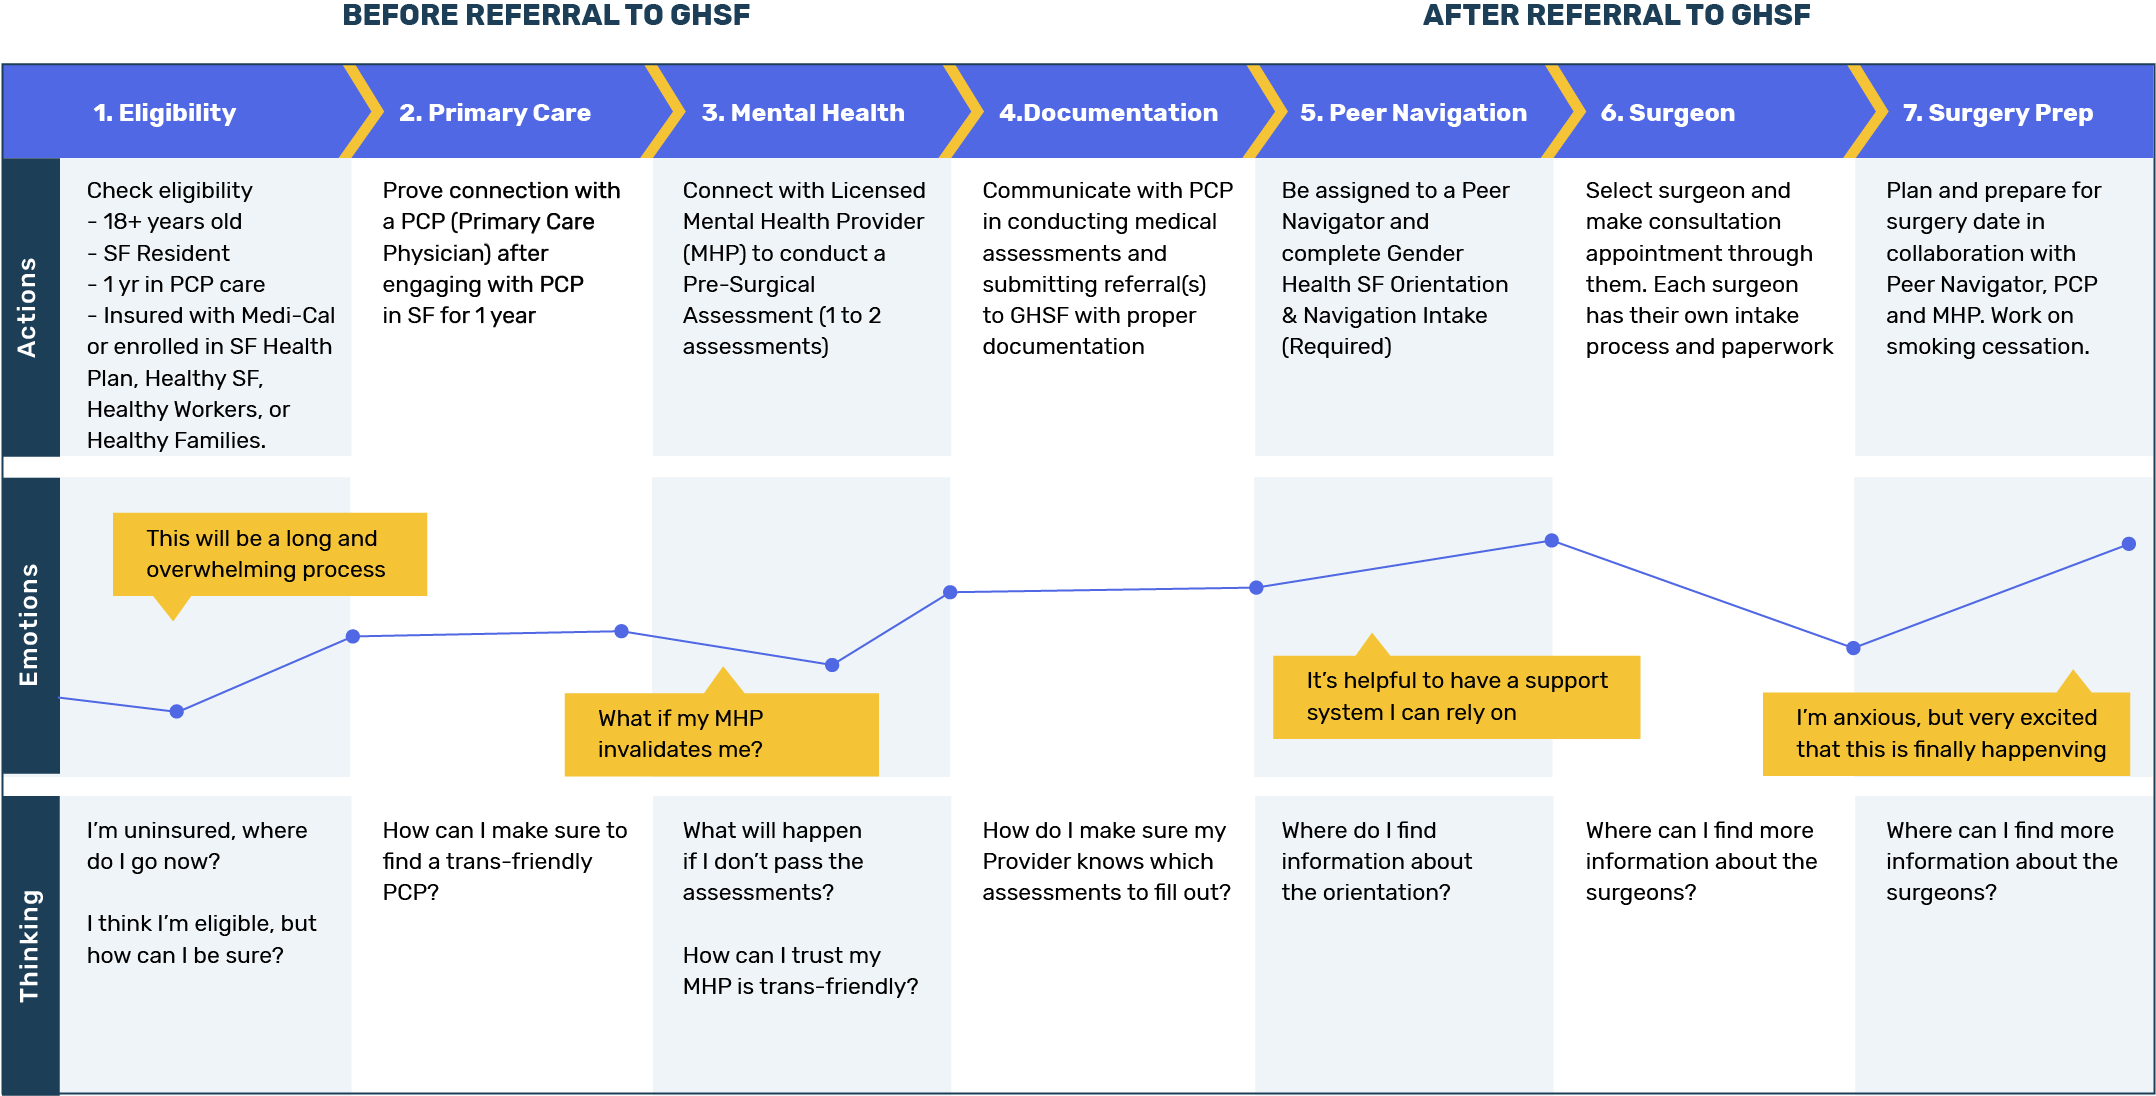 BEFORE REFERRAL TO GHSF
AFTER REFERRAL TO GHSF
1. Eligibility
2. Primary Care
3. Mental Health
4.Documentation
5. Peer Navigation
6. Surgeon
7. Surgery Prep
Actions
Check eligibility
- 18+ years old
- SF Resident
- 1 yr in PCP care
- Insured with Medi-Cal
or enrolled in SF Health
Plan, Healthy SF,
Healthy Workers, or
Healthy Families.
Prove connection with
a PCP (Primary Care
Physician) after
engaging with PCP
in SF for 1 year
Connect with Licensed
Mental Health Provider
(MHP) to conduct a
Pre-Surgical
Assessment (1 to 2
assessments)
Communicate with PCP
in conducting medical
assessments and
submitting referral(s)
to GHSF with proper
documentation
Be assigned to a Peer
Navigator and
complete Gender
Health SF Orientation
& Navigation Intake
(Required)
Select surgeon and
make consultation
appointment through
them. Each surgeon
has their own intake
process and paperwork
Plan and prepare for
surgery date in
collaboration with
Peer Navigator, PCP
and MHP. Work on
smoking cessation.
Emotions
This will be a long and
overwhelming process
What if my MHP
invalidates me?
It's helpful to have a support
system I can rely on
I'm anxious, but very excited
that this is finally happenving
Thinking
I'm uninsured, where
do I go now?
I think I'm eligible, but
how can I be sure?
How can I make sure to
find a trans-friendly
PCP?
What will happen
if I don't pass the
assessments?
How can I trust my
MHP is trans-friendly?
How do I make sure my
Provider knows which
assessments to fill out?
Where do I find
information about
the orientation?
Where can I find more
information about the
surgeons?
Where can I find more
information about the
surgeons?